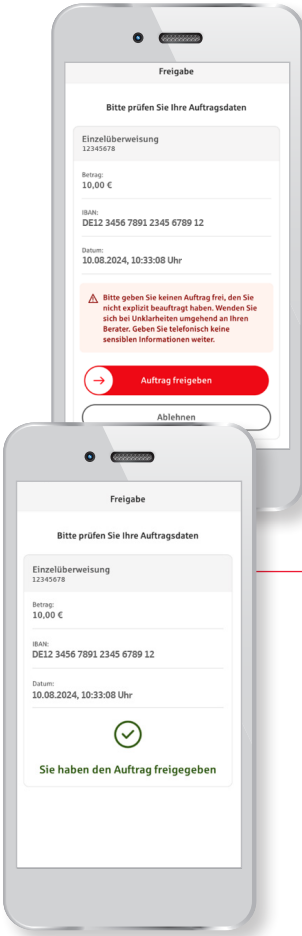 Freigabe
Bitte prüfen Sie Ihre Auftragsdaten
Einzelüberweisung
12345678
Betrag:
10,00 €
IBAN:
DE12 3456 7891 2345 6789 12
Datum:
10.08.2024, 10:33:08 Uhr
Bitte geben Sie keinen Auftrag frei, den Sie
nicht explizit beauftragt haben. Wenden Sie
sich bei Unklarheiten umgehend an Ihren
Berater. Geben Sie telefonisch keine
sensiblen Informationen weiter.
Auftrag freigeben
Ablehnen
Freigabe
Bitte prüfen Sie Ihre Auftragsdaten
Einzelüberweisung
12345678
Betrag:
10,00 €
IBAN:
DE12 3456 7891 2345 6789 12
Datum:
10.08.2024, 10:33:08 Uhr
Sie haben den Auftrag freigegeben